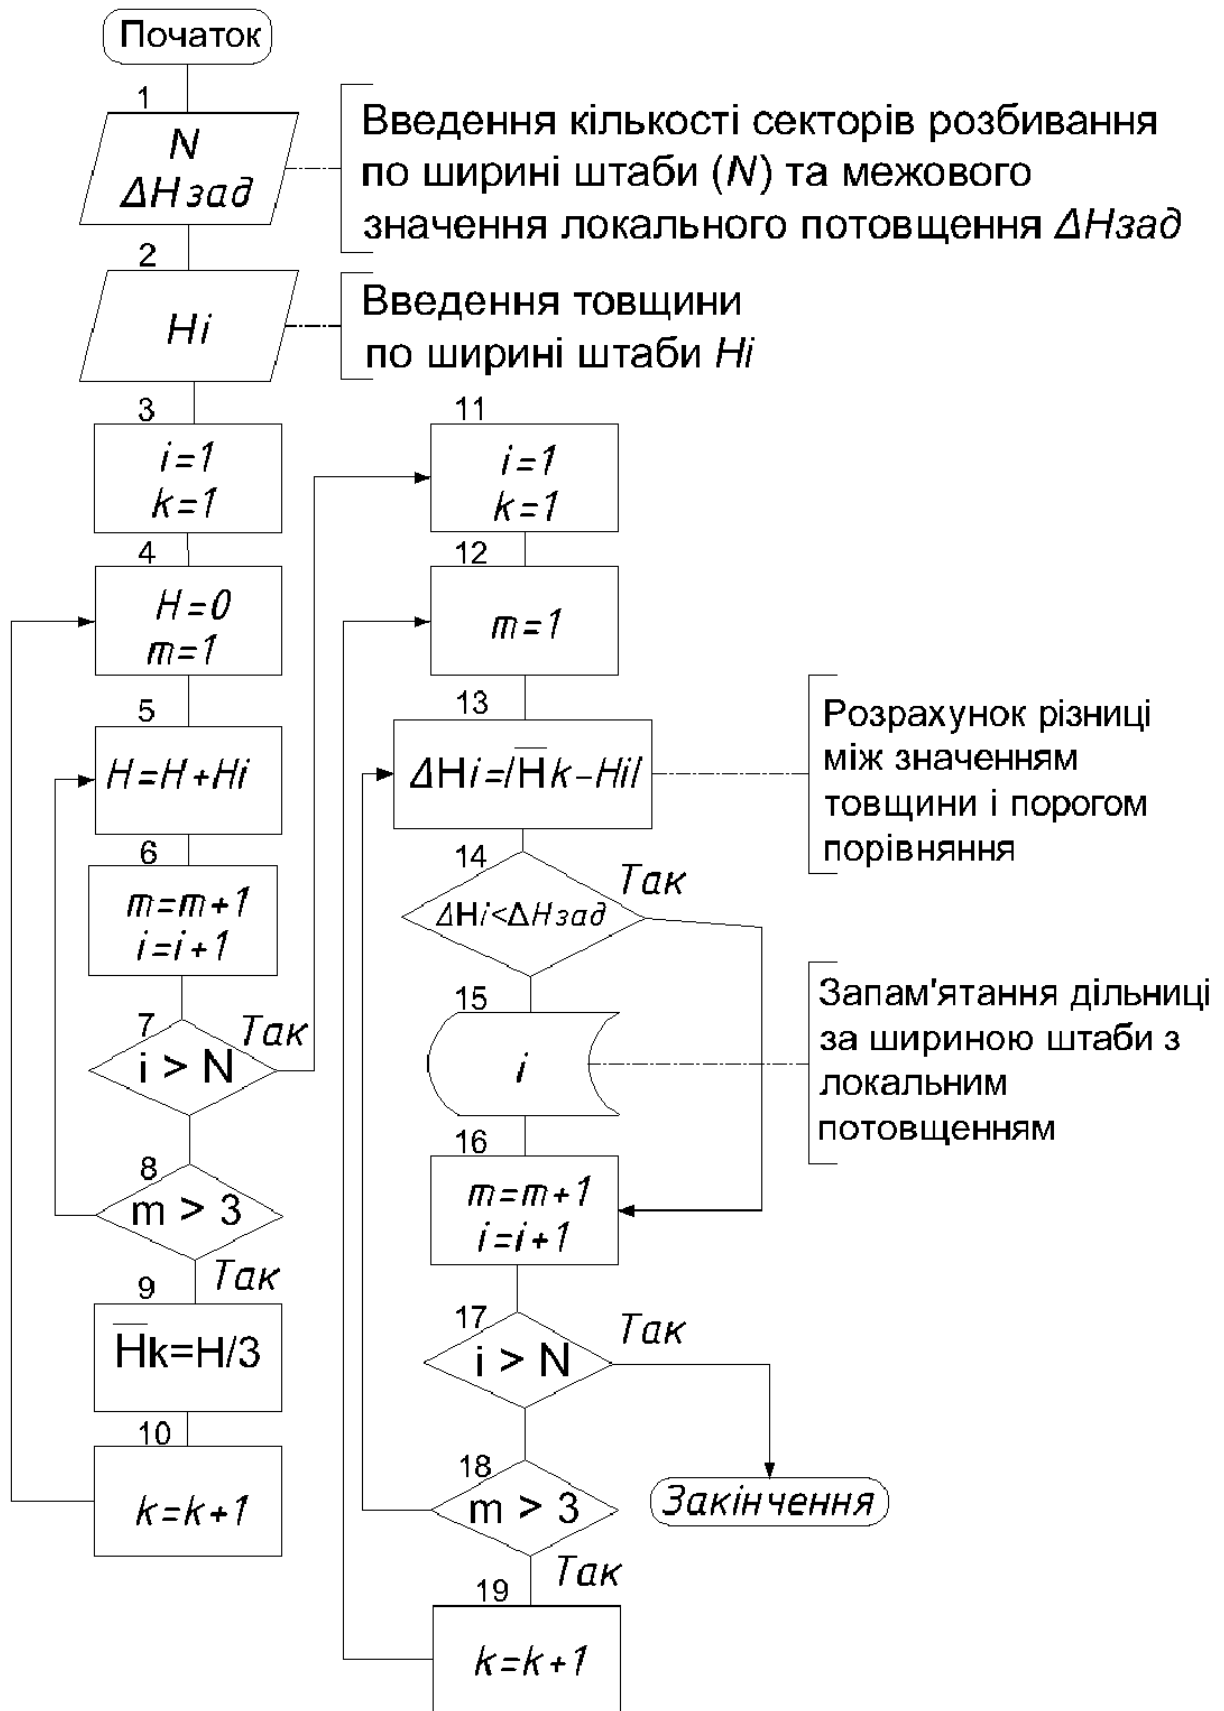 Початок
1
N
ΔHзад
Введення кількості секторів розбивання
по ширині штаби (N) та межового
значення локального потовщення ΔHзад
2
Hi
Введення товщини
по ширині штаби Hi
3
i=1
k=1
4
H=0
m=1
5
H=H+Hi
6
m=m+1
i=i+1
7
i > N
Так
8
m > 3
Так
9
H̅k=H/3
10
k=k+1
11
i=1
k=1
12
m=1
13
ΔHi=/H̅k-Hi/
Розрахунок різниці
між значенням
товщини і порогом
порівняння
14
Так
ΔHi<ΔHзад
15
i
Запам'ятання дільниці
за шириною штаби з
локальним
потовщенням
16
m=m+1
i=i+1
17
Так
i > N
18
m > 3
Закінчення
Так
19
k=k+1